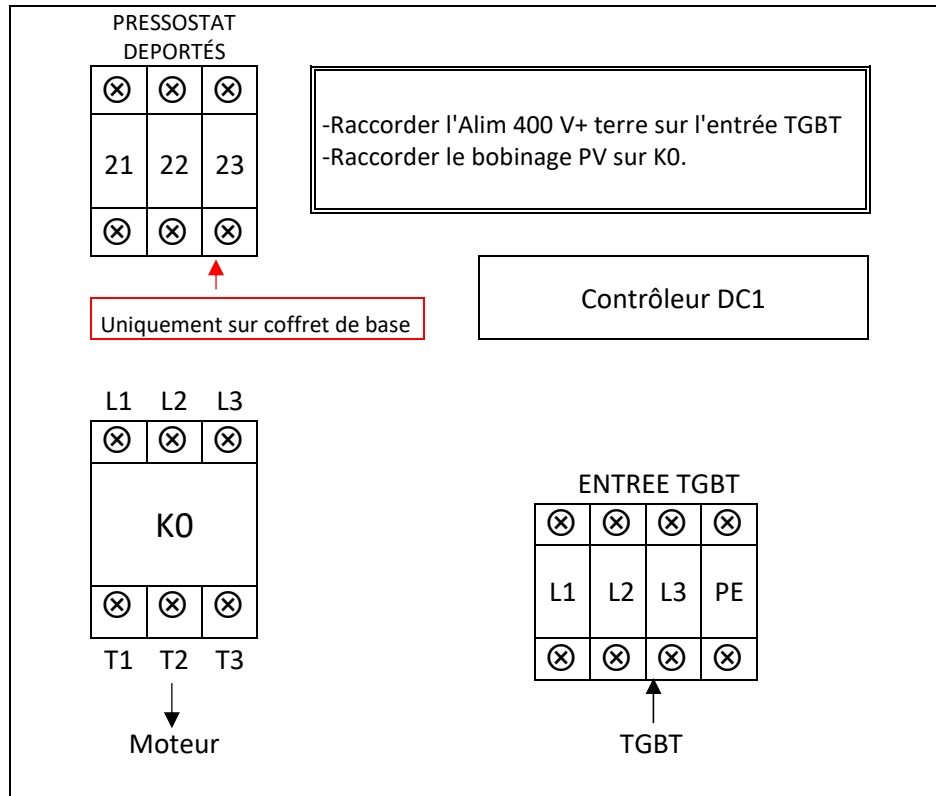 PRESSOSTAT
DEPORTÉS
21 22 23
-Raccorder l'Alim 400 V+ terre sur l'entrée TGBT
-Raccorder le bobinage PV sur K0.
Uniquement sur coffret de base
Contrôleur DC1
L1 L2 L3
K0
T1 T2 T3
Moteur
ENTREE TGBT
L1 L2 L3 PE
TGBT